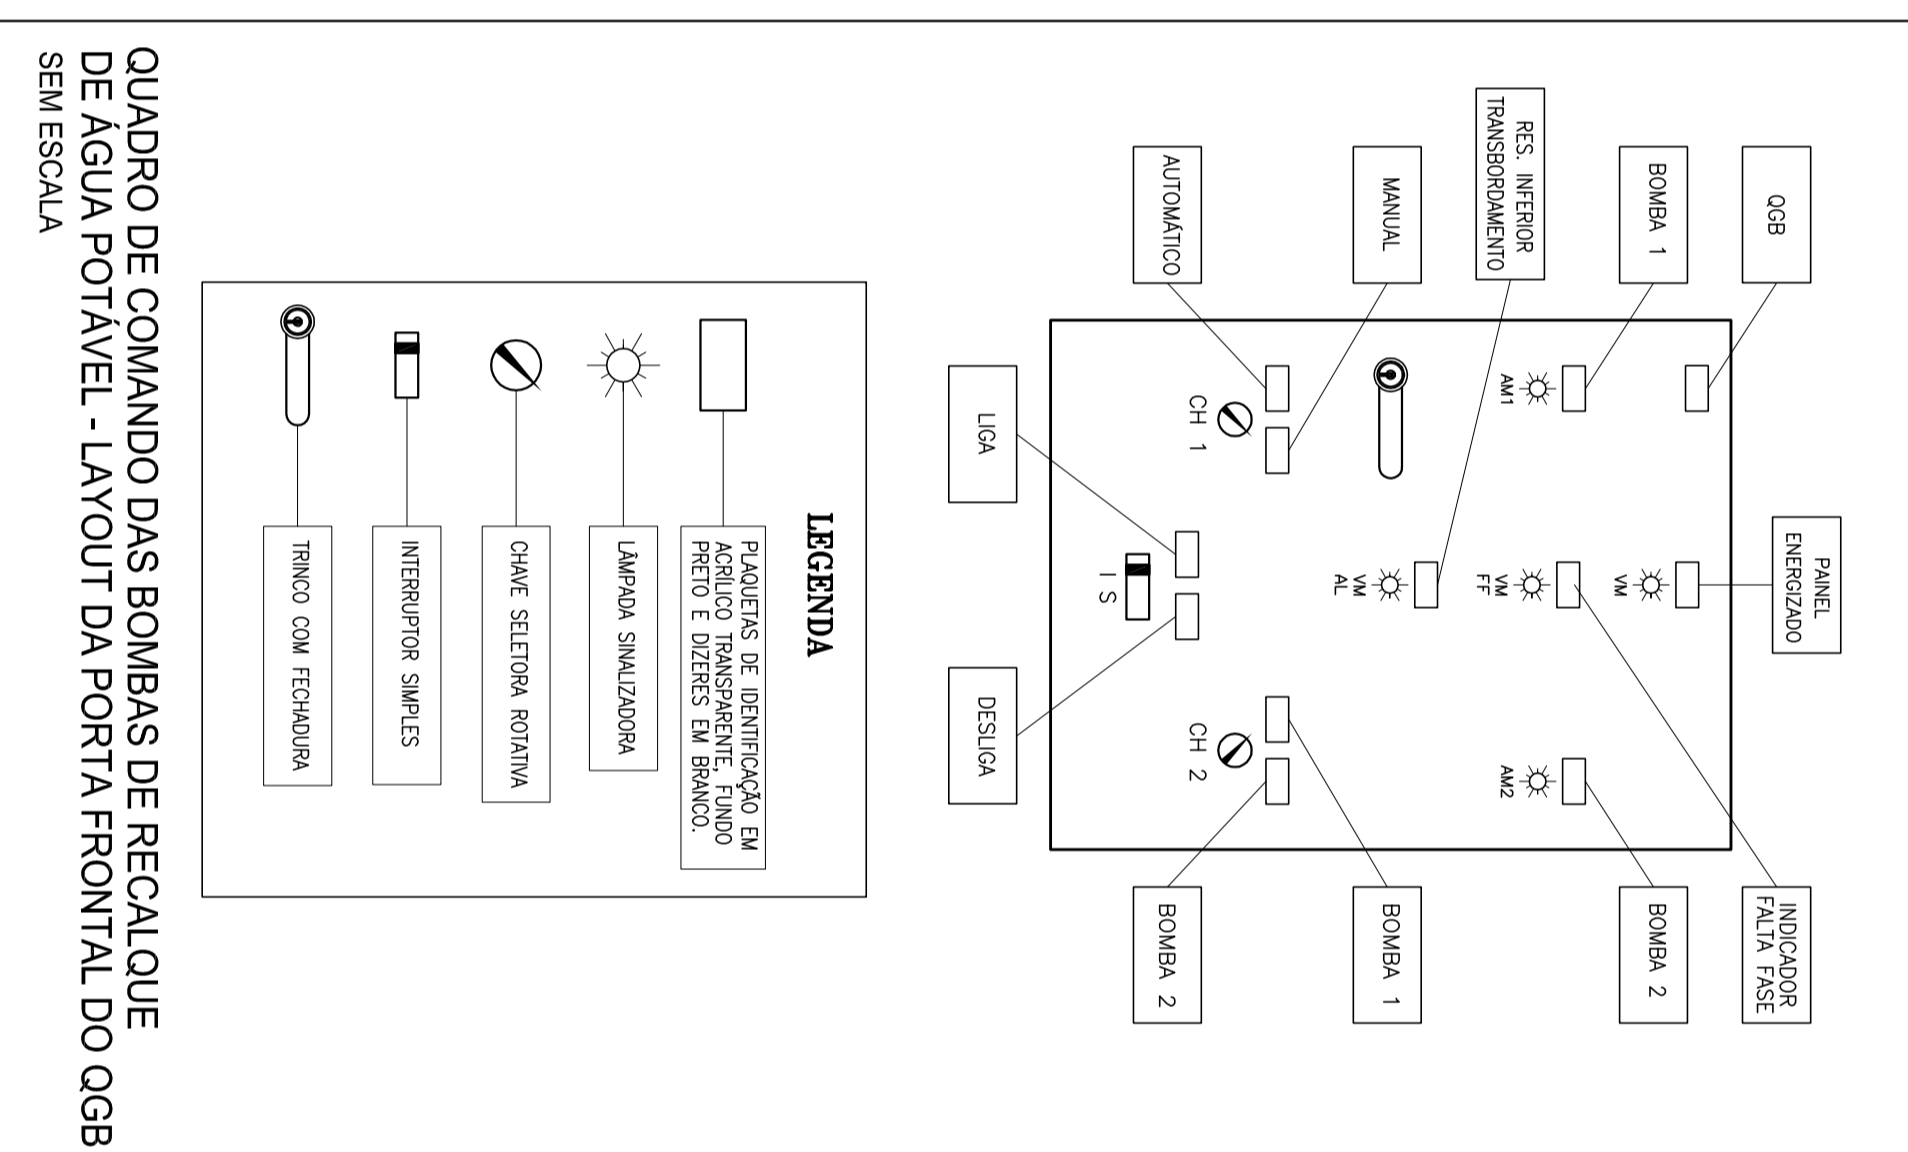 PAINEL
ENERGIZADO
QGB
INDICADOR
FALTA FASE
BOMBA 1
BOMBA 2
RES. INFERIOR
TRANSBORDAMENTO
MANUAL
BOMBA 1
AUTOMÁTICO
BOMBA 2
LIGA
DESLIGA
VM
AM1
VM
FF
AM2
VM
AL
CH 1
CH 2
I S
LEGENDA
PLAQUETAS DE IDENTIFICAÇÃO EM
ACRÍLICO TRANSPARENTE, FUNDO
PRETO E DIZERES EM BRANCO.
LÂMPADA SINALIZADORA
CHAVE SELETORA ROTATIVA
INTERRUPTOR SIMPLES
TRINCO COM FECHADURA
QUADRO DE COMANDO DAS BOMBAS DE RECALQUE
DE ÁGUA POTÁVEL - LAYOUT DA PORTA FRONTAL DO QGB
SEM ESCALA